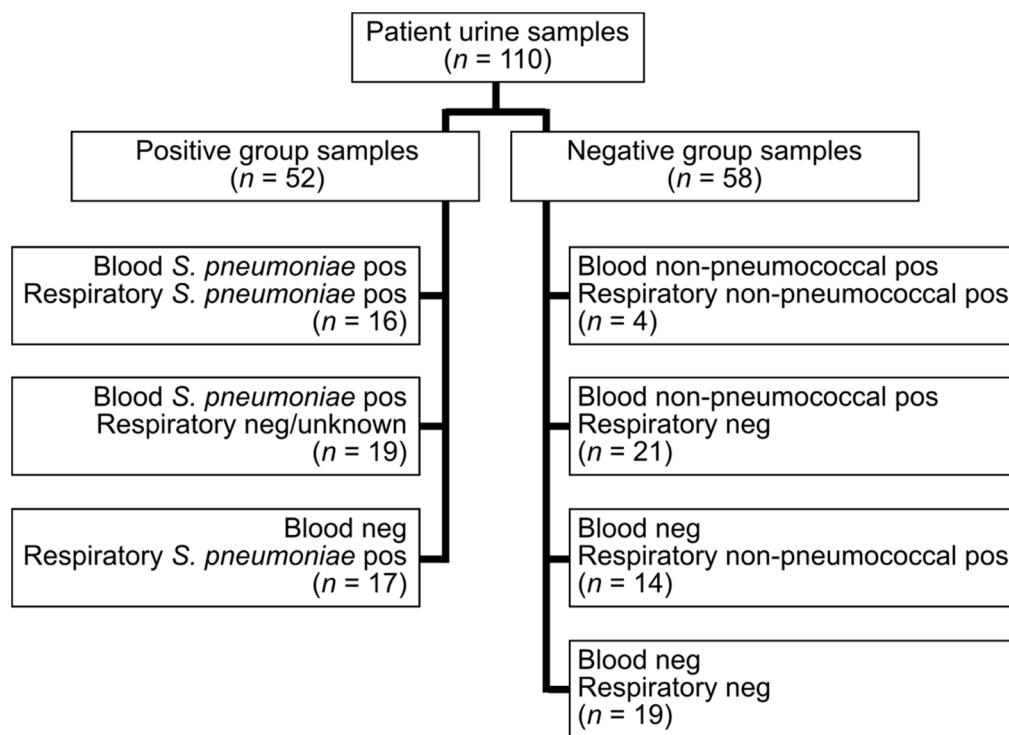 Patient urine samples
(n = 110)
Positive group samples
(n = 52)
Negative group samples
(n = 58)
Blood S. pneumoniae pos
Respiratory S. pneumoniae pos
(n = 16)
Blood S. pneumoniae pos
Respiratory neg/unknown
(n = 19)
Blood neg
Respiratory S. pneumoniae pos
(n = 17)
Blood non-pneumococcal pos
Respiratory non-pneumococcal pos
(n = 4)
Blood non-pneumococcal pos
Respiratory neg
(n = 21)
Blood neg
Respiratory non-pneumococcal pos
(n = 14)
Blood neg
Respiratory neg
(n = 19)